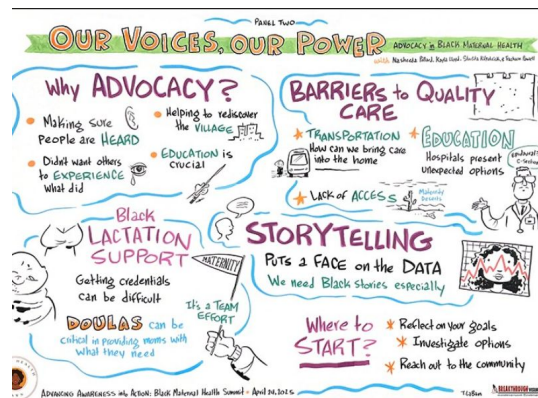 PANEL TWO
OUR VOICES, OUR POWER
ADVOCACY in BLACK MATERNAL HEALTH
with
Why ADVOCACY?
Making sure
people are HEARD
Didn't want others
to EXPERIENCE
what did
Helping to rediscover
the VILLAGE
EDUCATION is
crucial
BARRIERS to QUALITY
CARE
TRANSPORTATION
How can we bring care
into the home
EDUCATION
Hospitals present
unexpected options
Lack of ACCESS
Maternity
Deserts
Black
LACTATION
SUPPORT
Getting credentials
can be difficult
DOULAS can be
critical in providing moms with
what they need
MATERNITY
It's a TEAM
EFFORT
STORYTELLING
PUTS a FACE on the DATA
We need Black stories especially
Where to
START?
Reflect on your goals
Investigate options
Reach out to the community
ADVANCING AWARENESS into ACTION: Black Maternal Health Summit • April 24, 2025